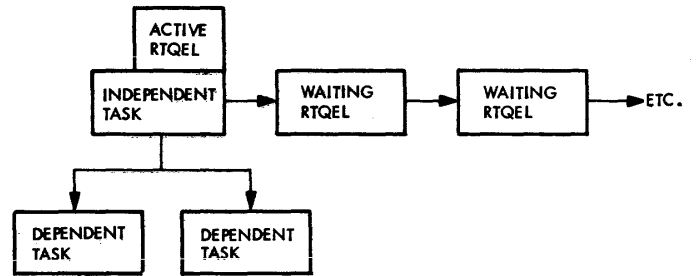 ACTIVE
RTQEL
INDEPENDENT
TASK
WAITING
RTQEL
WAITING
RTQEL
ETC.
DEPENDENT
TASK
DEPENDENT
TASK